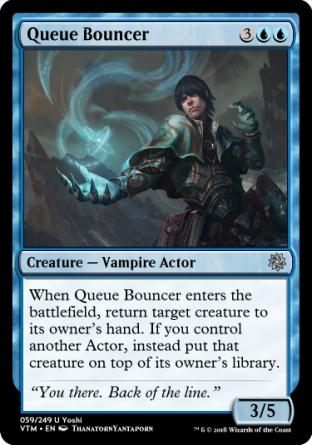 Queue Bouncer 3
Creature — Vampire Actor
When Queue Bouncer enters the
battlefield, return target creature to
its owner's hand. If you control
another Actor, instead put that
creature on top of its owner's library.
“You there. Back of the line.”
3/5
059/249 U Yoshi
VTM • EN ThanatornYantaporn
™ & © 2018 Wizards of the Coast